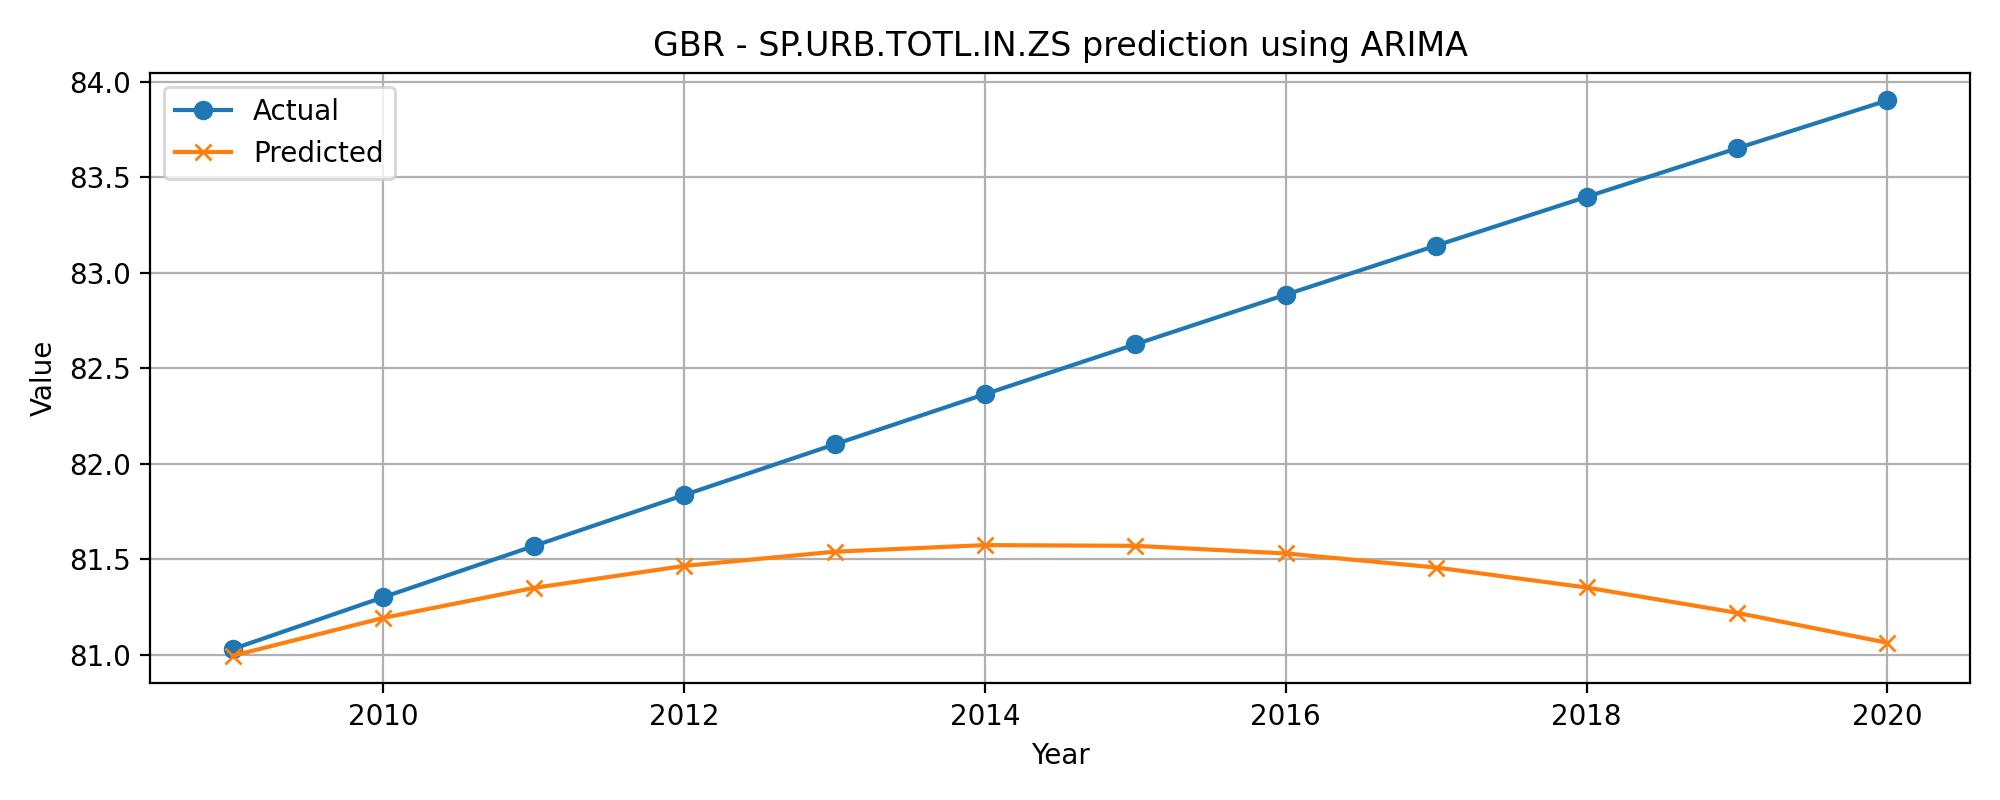 GBR - SP.URB.TOTL.IN.ZS prediction using ARIMA
84.0
83.5
83.0
82.5
82.0
81.5
81.0
Value
Actual
Predicted
2010 2012 2014 2016 2018 2020
Year